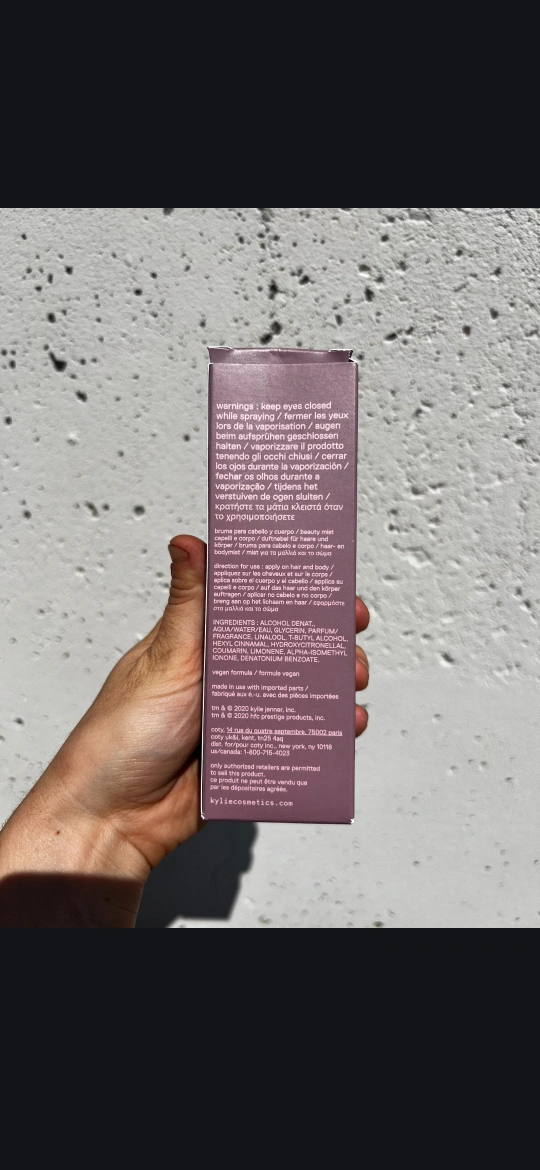 warnings : keep eyes closed
while spraying / fermer les yeux
lors de la vaporisation / augen
beim aufsprühen geschlossen
halten / vaporizzare il prodotto
tenendo gli occhi chiusi / cerrar
los ojos durante la vaporización /
fechar os olhos durante a
vaporização / tijdens het
verstuiven de ogen sluiten /
κρατήστε τα μάτια κλειστά όταν
το χρησιμοποιήσετε
bruma para cabello y cuerpo / beauty mist
capelli e corpo / duftnebel für haare und
körper / bruma para cabelo e corpo / haar- en
bodymist / mist για τα μαλλιά και το σώμα
direction for use : apply on hair and body /
appliquez sur les cheveux et sur le corps /
aplica sobre el cuerpo y el cabello / applica su
capelli e corpo / auf das haar und den körper
auftragen / aplicar no cabelo e no corpo /
breng aan op het lichaam en haar / εφαρμόστε
στα μαλλιά και το σώμα
INGREDIENTS : ALCOHOL DENAT.,
AQUA/WATER/EAU, GLYCERIN, PARFUM/
FRAGRANCE, LINALOOL, T-BUTYL ALCOHOL,
HEXYL CINNAMAL, HYDROXYCITRONELLAL,
COUMARIN, LIMONENE, ALPHA-ISOMETHYL
IONONE, DENATONIUM BENZOATE.
vegan formula / formule vegan
made in usa with imported parts /
fabriqué aux é.-u. avec des pièces importées
tm & © 2020 kylie jenner, inc.
tm & © 2020 hfc prestige products, inc.
coty, 14 rue du quatre septembre, 75002 paris
coty uk&i, kent, tn25 4aq
dist. for/pour coty inc., new york, ny 10118
us/canada: 1-800-715-4023
only authorized retailers are permitted
to sell this product.
ce produit ne peut être vendu que
par les dépositaires agréés.
kyliecosmetics.com